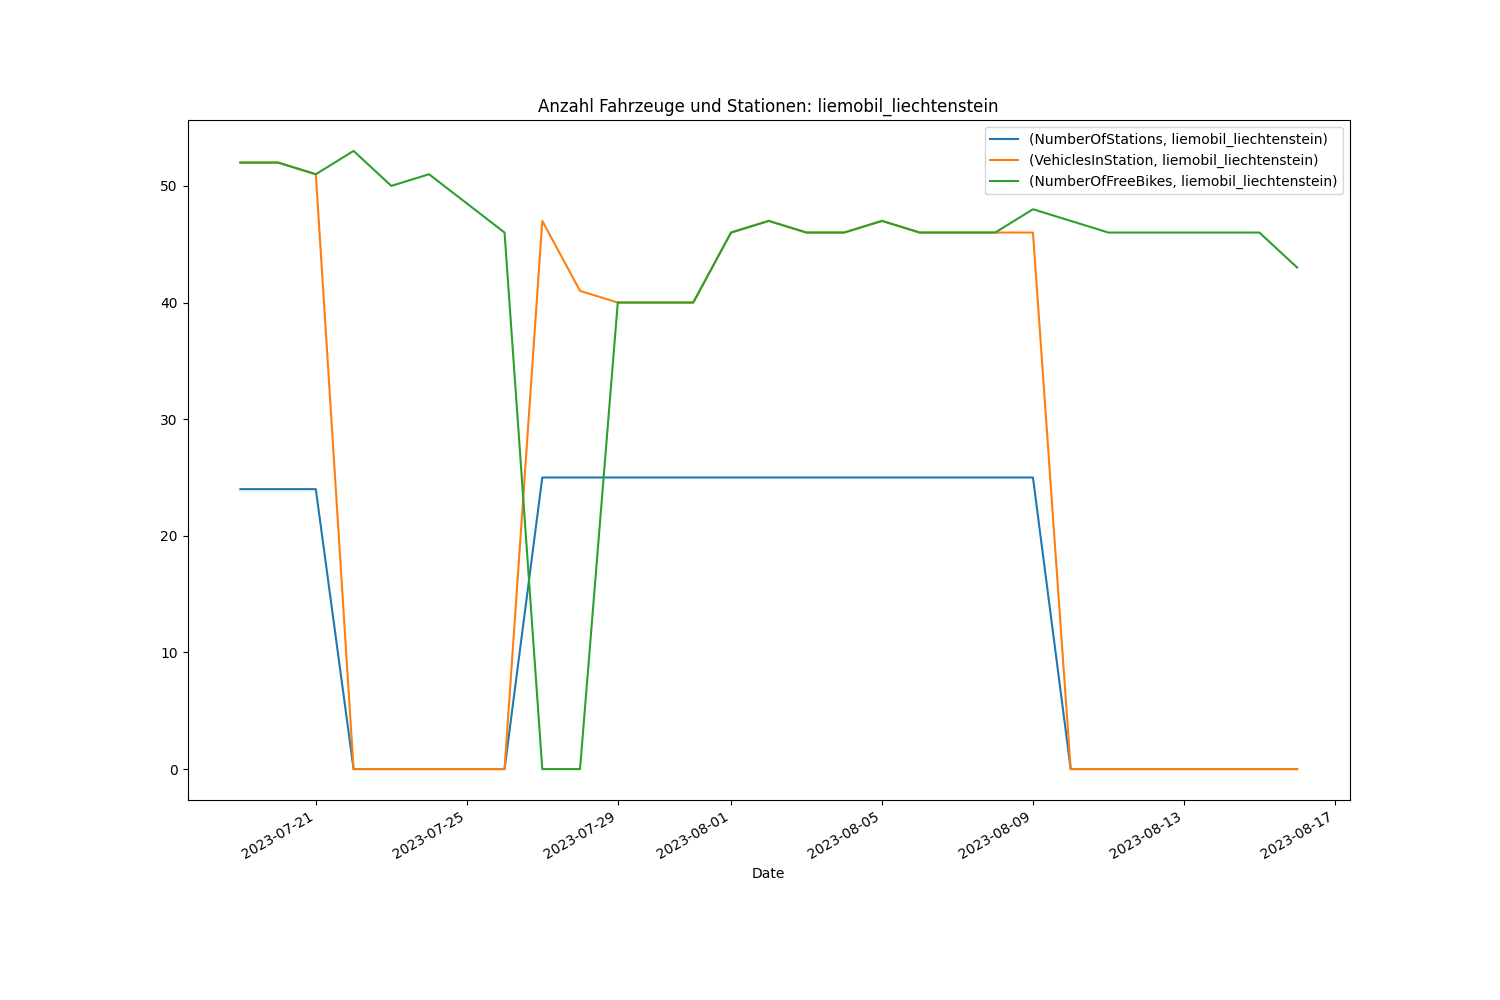 Anzahl Fahrzeuge und Stationen: liemobil_liechtenstein
(NumberOfStations, liemobil_liechtenstein)
(VehiclesInStation, liemobil_liechtenstein)
(NumberOfFreeBikes, liemobil_liechtenstein)
50
40
30
20
10
0
2023-07-21
2023-07-25
2023-07-29
2023-08-01
2023-08-05
2023-08-09
2023-08-13
2023-08-17
Date